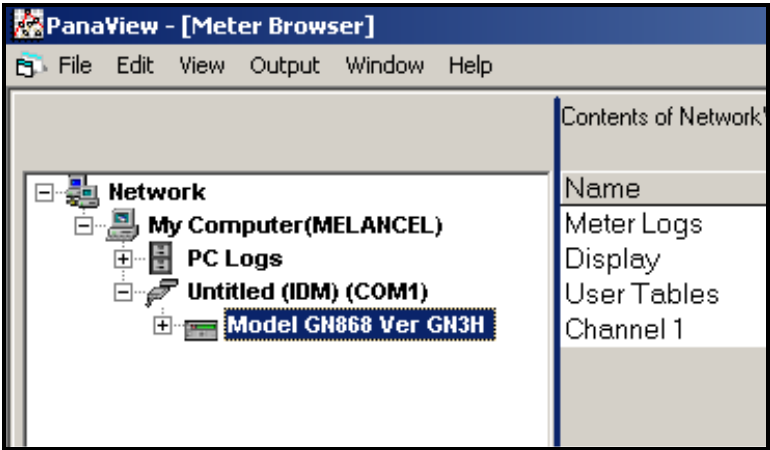 PanaView - [Meter Browser]
File Edit View Output Window Help
Contents of Network
Network
My Computer(MELANCEL)
PC Logs
Untitled (IDM) (COM1)
Model GN868 Ver GN3H
Name
Meter Logs
Display
User Tables
Channel 1